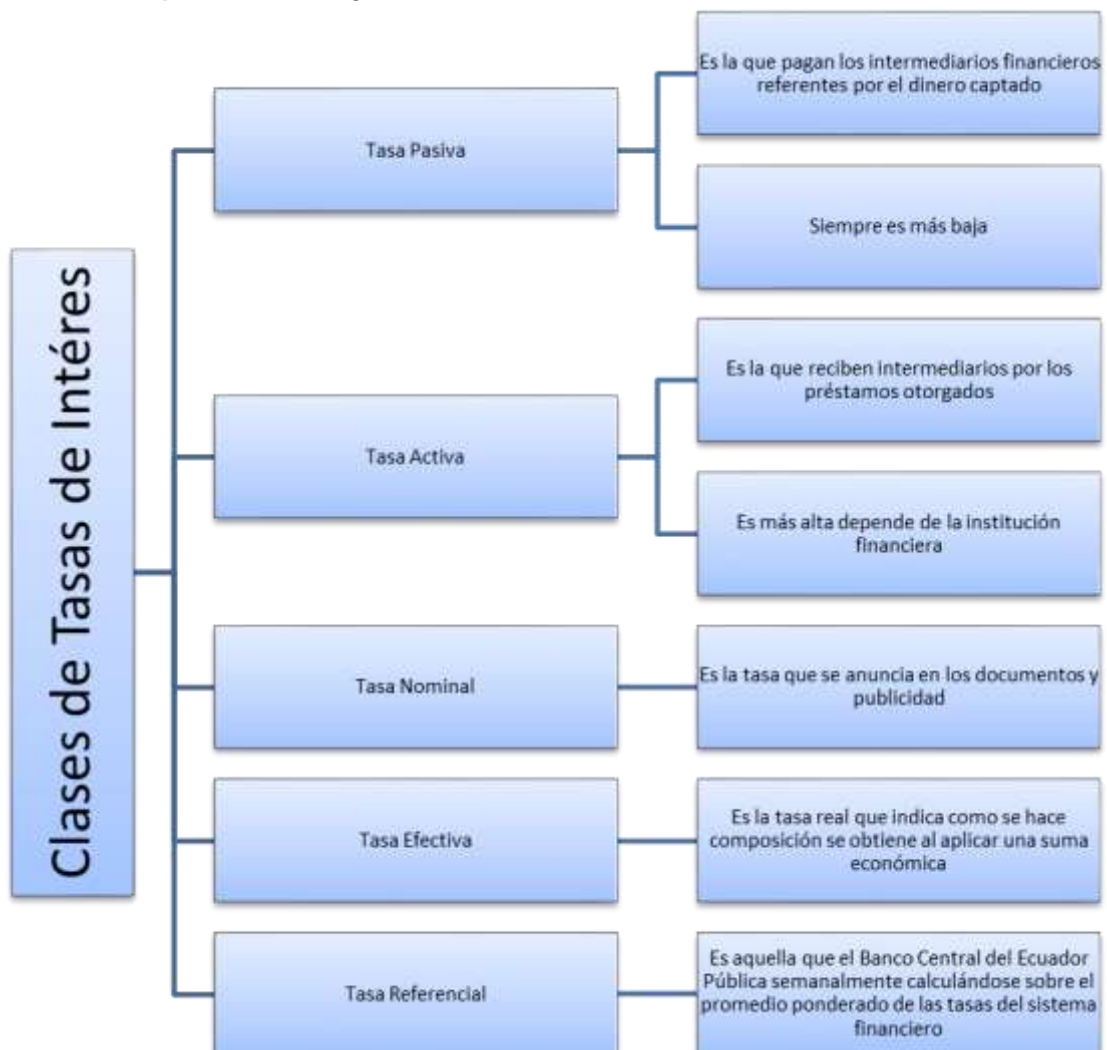 Clases de Tasas de Intéres
Tasa Pasiva
Es la que pagan los intermediarios financieros
referentes por el dinero captado
Siempre es más baja
Tasa Activa
Es la que reciben intermediarios por los
préstamos otorgados
Es más alta depende de la institución
financiera
Tasa Nominal
Es la tasa que se anuncia en los documentos y
publicidad
Tasa Efectiva
Es la tasa real que indica como se hace
composición se obtiene al aplicar una suma
económica
Tasa Referencial
Es aquella que el Banco Central del Ecuador
Pública semanalmente calculándose sobre el
promedio ponderado de las tasas del sistema
financiero